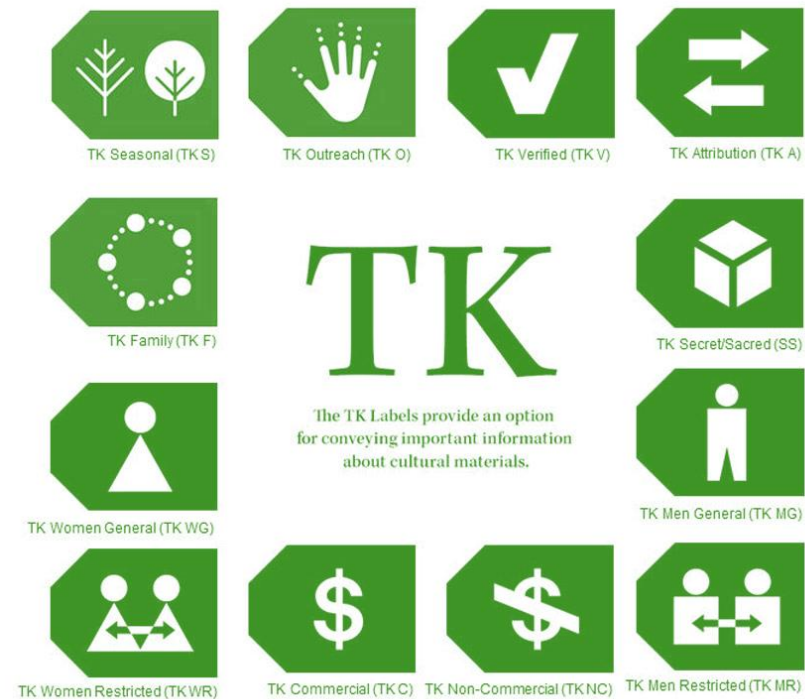 TK Seasonal (TK S)
TK Outreach (TK O)
TK Verified (TK V)
TK Attribution (TK A)
TK Family (TK F)
TK
The TK Labels provide an option
for conveying important information
about cultural materials.
TK Secret/Sacred (SS)
TK Women General (TK WG)
TK Men General (TK MG)
$
$
TK Women Restricted (TK WR)
TK Commercial (TK C)
TK Non-Commercial (TK NC)
TK Men Restricted (TK MR)